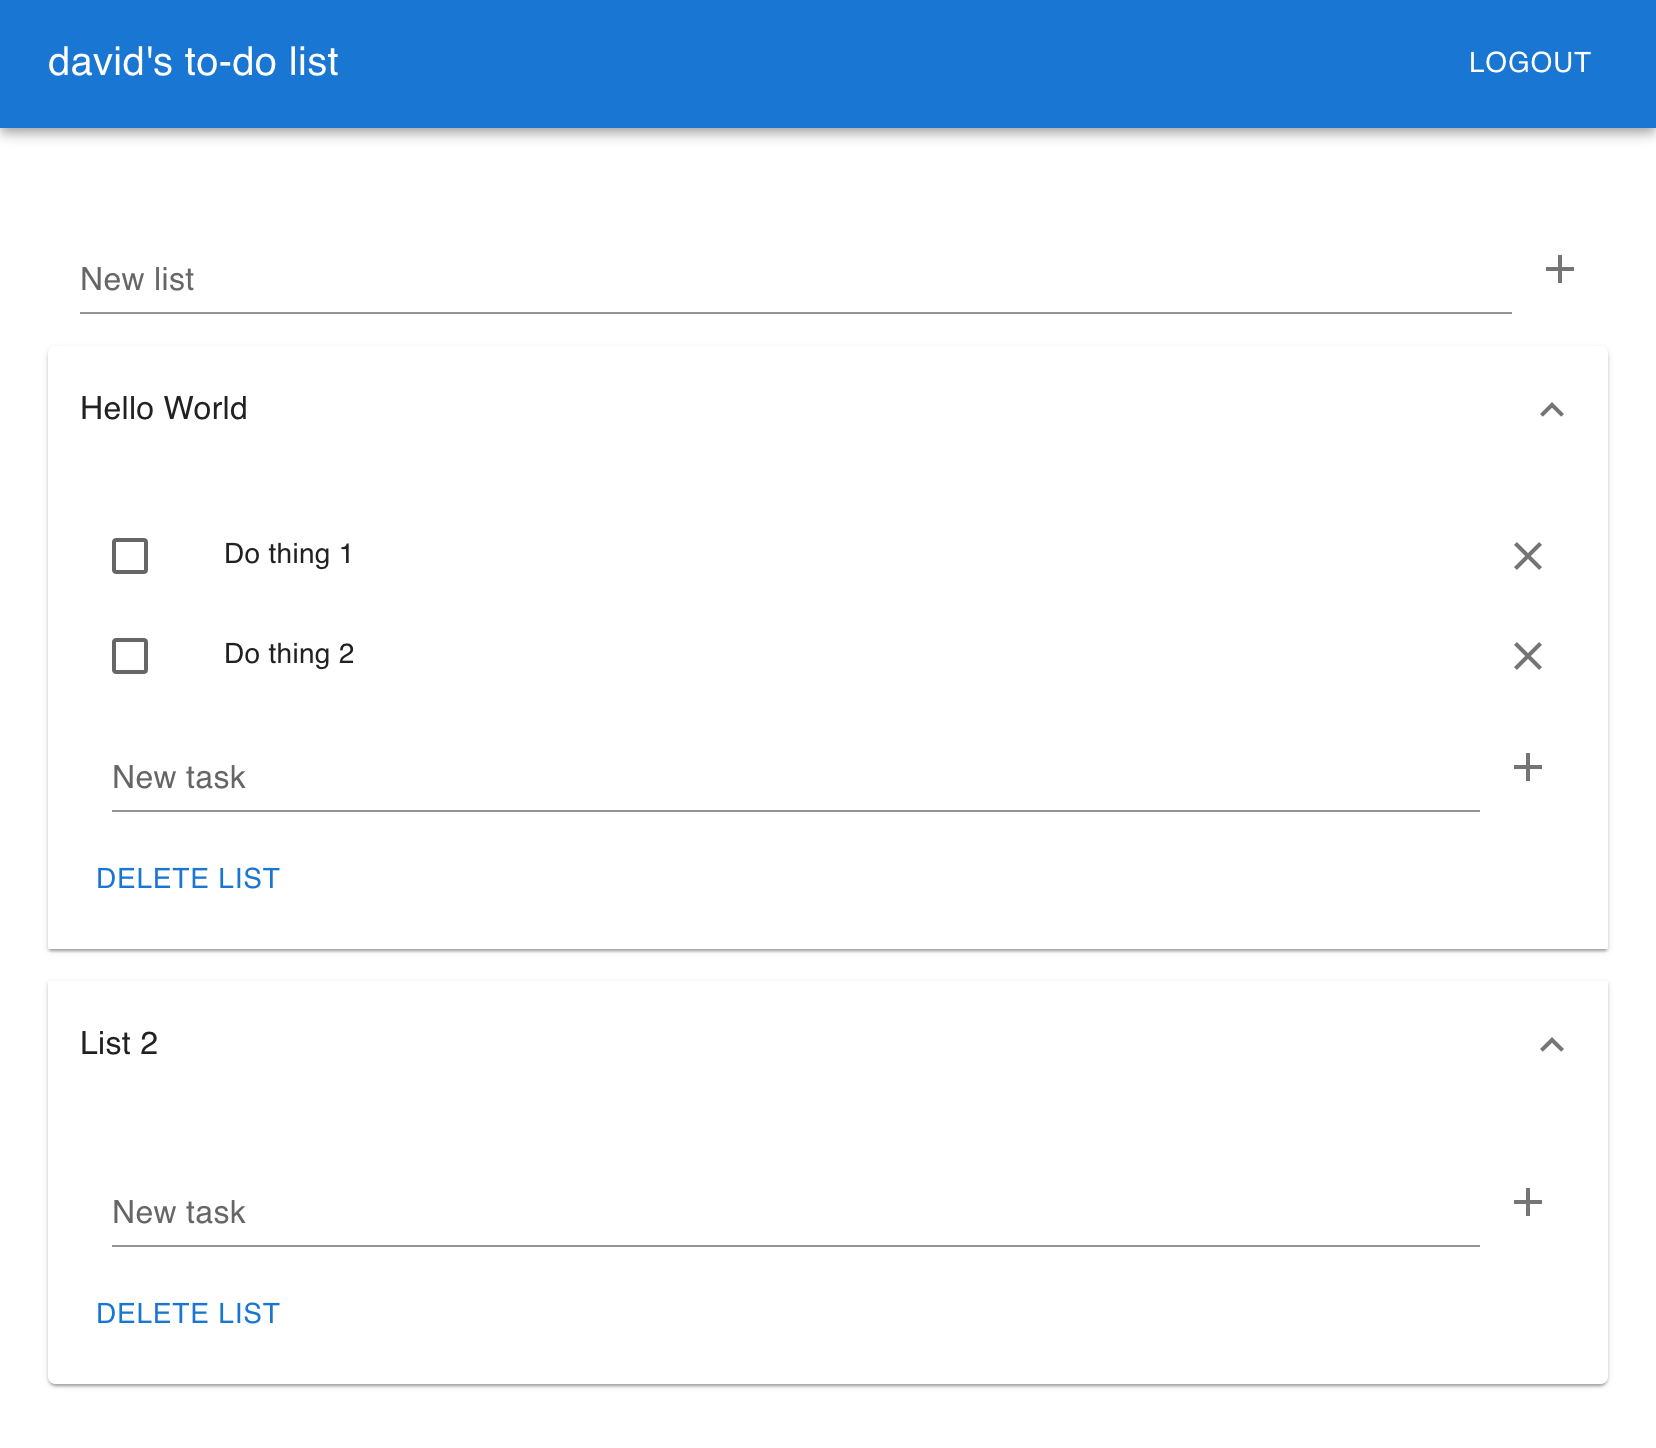 david's to-do list
LOGOUT
New list
Hello World
Do thing 1
Do thing 2
New task
DELETE LIST
List 2
New task
DELETE LIST